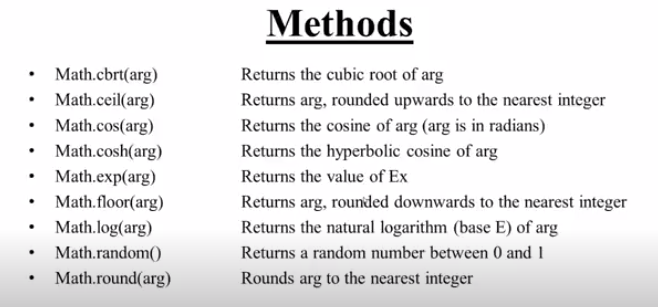 Methods
• Math.cbrt(arg) Returns the cubic root of arg
• Math.ceil(arg) Returns arg, rounded upwards to the nearest integer
• Math.cos(arg) Returns the cosine of arg (arg is in radians)
• Math.cosh(arg) Returns the hyperbolic cosine of arg
• Math.exp(arg) Returns the value of Ex
• Math.floor(arg) Returns arg, rounded downwards to the nearest integer
• Math.log(arg) Returns the natural logarithm (base E) of arg
• Math.random() Returns a random number between 0 and 1
• Math.round(arg) Rounds arg to the nearest integer